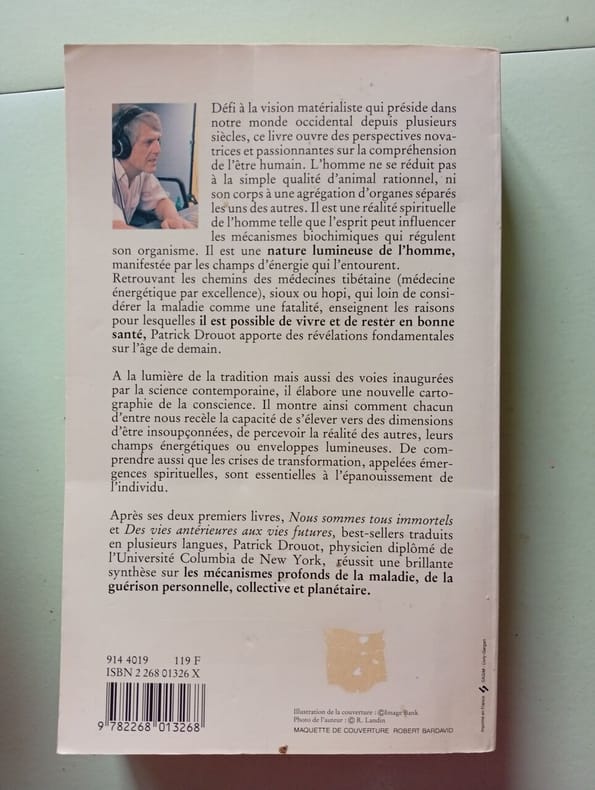 Défi à la vision matérialiste qui préside dans
notre monde occidental depuis plusieurs
siècles, ce livre ouvre des perspectives nova-
trices et passionnantes sur la compréhension
de l'être humain. L'homme ne se réduit pas
à la simple qualité d'animal rationnel, ni
son corps à une agrégation d'organes séparés
les uns des autres. Il est une réalité spirituelle
de l'homme telle que l'esprit peut influencer
les mécanismes biochimiques qui régulent
son organisme. Il est une nature lumineuse de l'homme,
manifestée par les champs d'énergie qui l'entourent.
Retrouvant les chemins des médecines tibétaine (médecine
énergétique par excellence), sioux ou hopi, qui loin de consi-
dérer la maladie comme une fatalité, enseignent les raisons
pour lesquelles il est possible de vivre et de rester en bonne
santé, Patrick Drouot apporte des révélations fondamentales
sur l'âge de demain.
A la lumière de la tradition mais aussi des voies inaugurées
par la science contemporaine, il élabore une nouvelle carto-
graphie de la conscience. Il montre ainsi comment chacun
d'entre nous recèle la capacité de s'élever vers des dimensions
d'être insoupçonnées, de percevoir la réalité des autres, leurs
champs énergétiques ou enveloppes lumineuses. De com-
prendre aussi que les crises de transformation, appelées émer-
gences spirituelles, sont essentielles à l'épanouissement de
l'individu.
Après ses deux premiers livres, Nous sommes tous immortels
et Des vies antérieures aux vies futures, best-sellers traduits
en plusieurs langues, Patrick Drouot, physicien diplômé de
l'Université Columbia de New York, réussit une brillante
synthèse sur les mécanismes profonds de la maladie, de la
guérison personnelle, collective et planétaire.
914 4019 119 F
ISBN 2 268 01326 X
9 782268 013268
Illustration de la couverture : ©Image Bank
Photo de l'auteur : © R. Landin
MAQUETTE DE COUVERTURE ROBERT BARDAVID
Imprimé en France